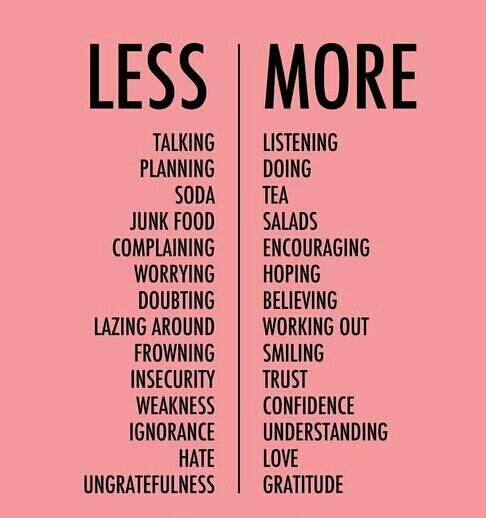 LESS MORE
TALKING LISTENING
PLANNING DOING
SODA TEA
JUNK FOOD SALADS
COMPLAINING ENCOURAGING
WORRYING HOPING
DOUBTING BELIEVING
LAZING AROUND WORKING OUT
FROWNING SMILING
INSECURITY TRUST
WEAKNESS CONFIDENCE
IGNORANCE UNDERSTANDING
HATE LOVE
UNGRATEFULNESS GRATITUDE